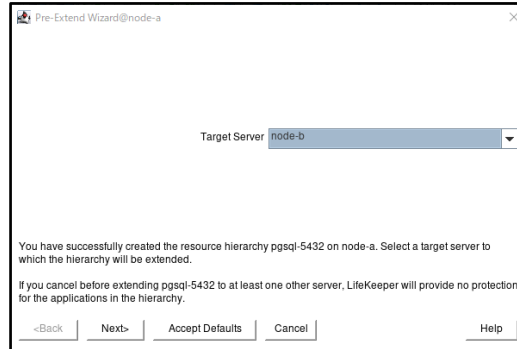 Pre-Extend Wizard@node-a
Target Server node-b
You have successfully created the resource hierarchy pgsql-5432 on node-a. Select a target server to
which the hierarchy will be extended.
If you cancel before extending pgsql-5432 to at least one other server, LifeKeeper will provide no protection
for the applications in the hierarchy.
<Back Next> Accept Defaults Cancel Help